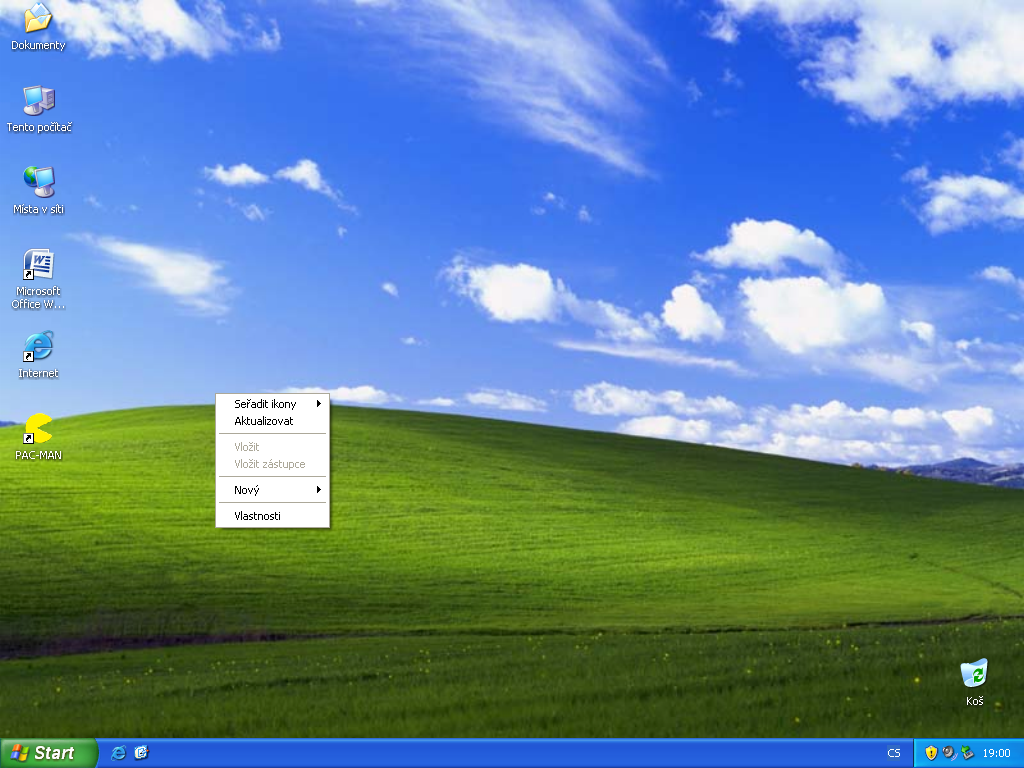 Dokumenty
Tento počítač
Místa v síti
Microsoft
Office W...
Internet
PAC-MAN
Seřadit ikony
Aktualizovat
Vložit
Vložit zástupce
Nový
Vlastnosti
Koš
Start
CS
19:00